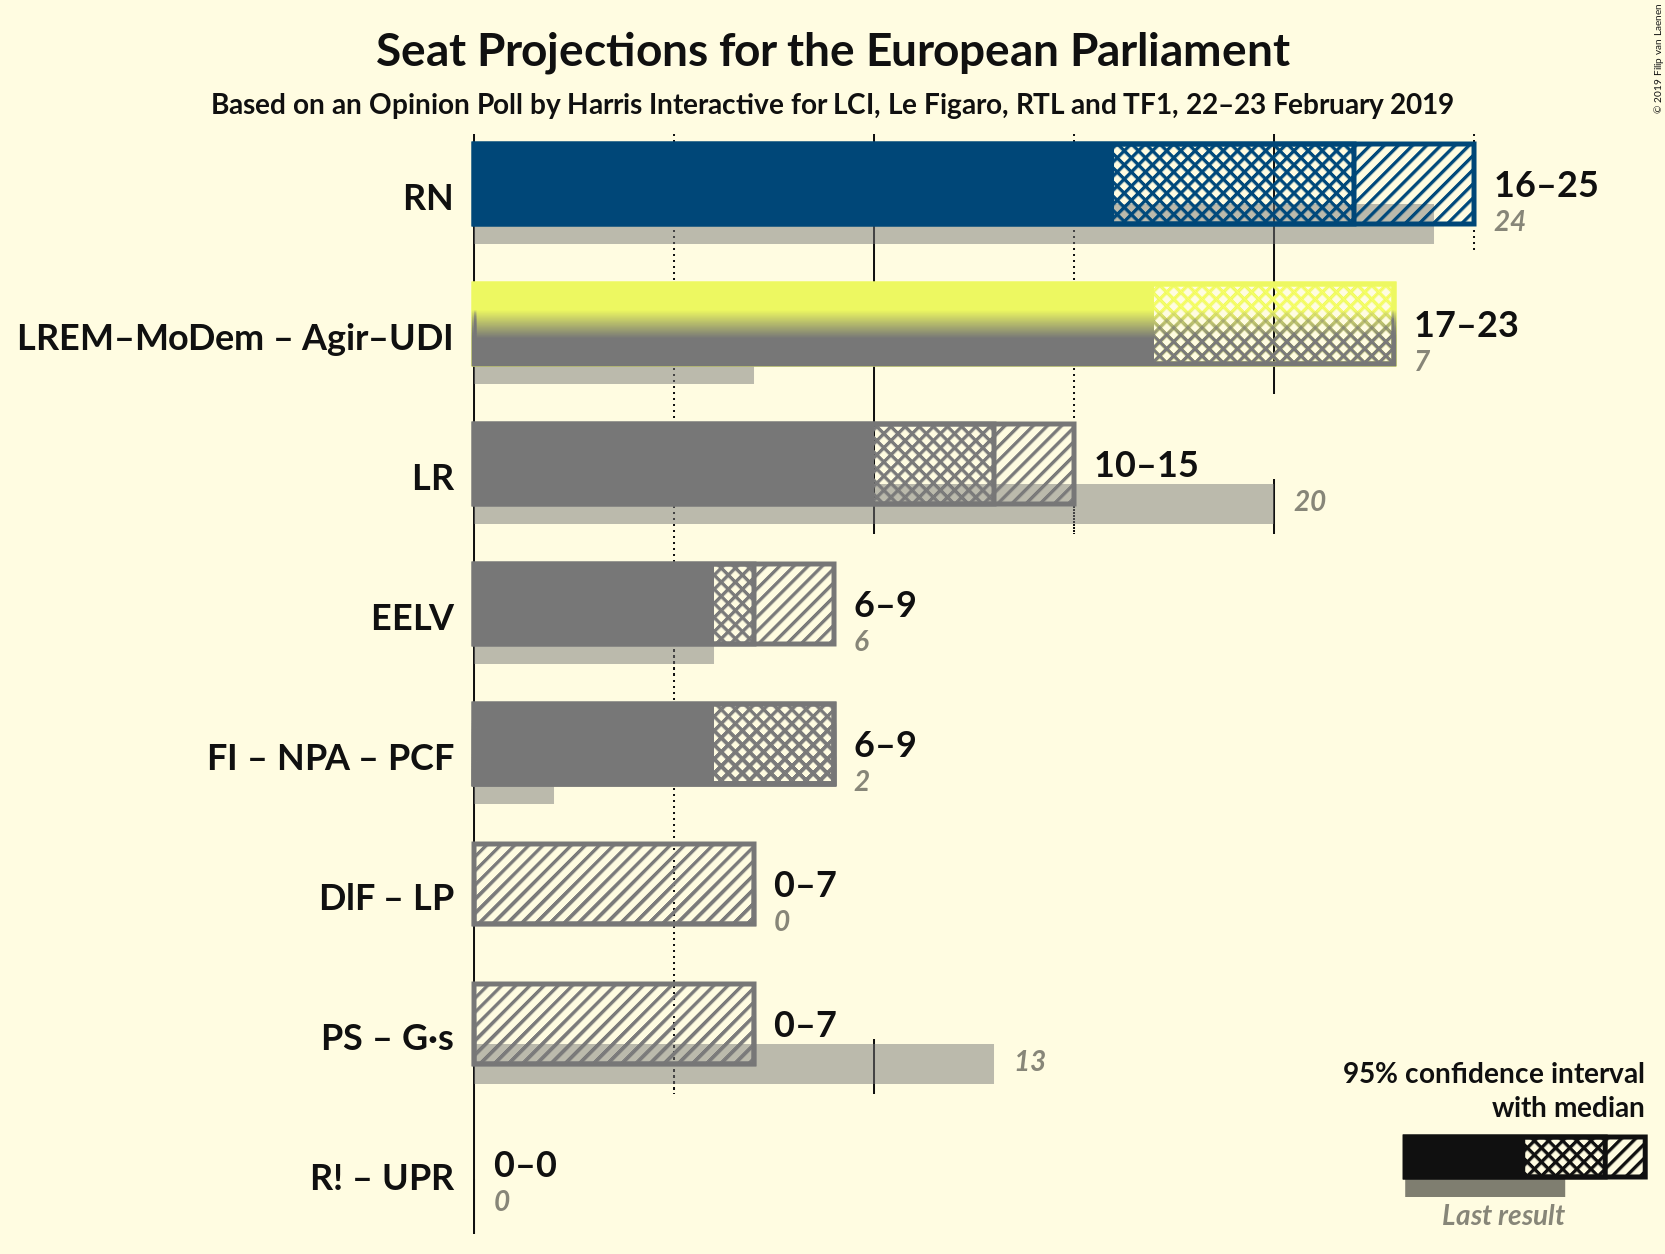 Seat Projections for the European Parliament
Based on an Opinion Poll by Harris Interactive for LCI, Le Figaro, RTL and TF1, 22–23 February 2019
© 2019 Filip van Laenen
RN
16–25
24
LREM–MoDem – Agir–UDI
17–23
7
LR
10–15
20
EELV
6–9
6
FI – NPA – PCF
6–9
2
DlF – LP
0–7
0
PS – G·s
0–7
13
R! – UPR
0–0
0
95% confidence interval
with median
Last result